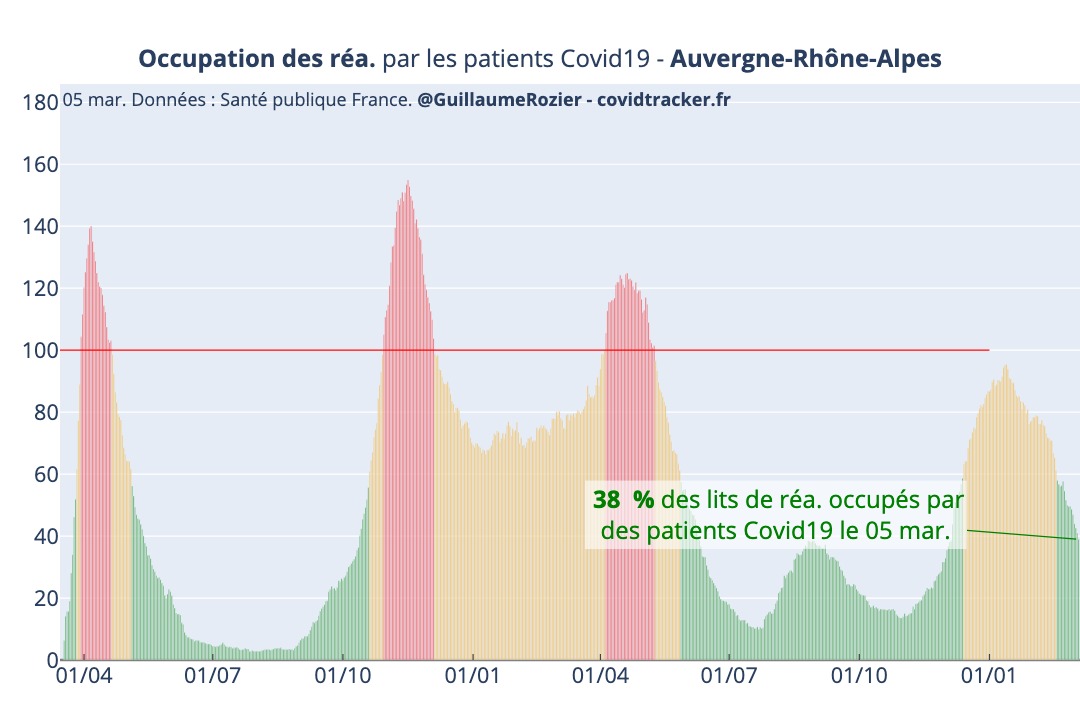 Occupation des réa. par les patients Covid19 - Auvergne-Rhône-Alpes
180
05 mar. Données : Santé publique France. @GuillaumeRozier - covidtracker.fr
160
140
120
100
80
60
38 % des lits de réa. occupés par
des patients Covid19 le 05 mar.
40
20
0
01/04 01/07 01/10 01/01 01/04 01/07 01/10 01/01